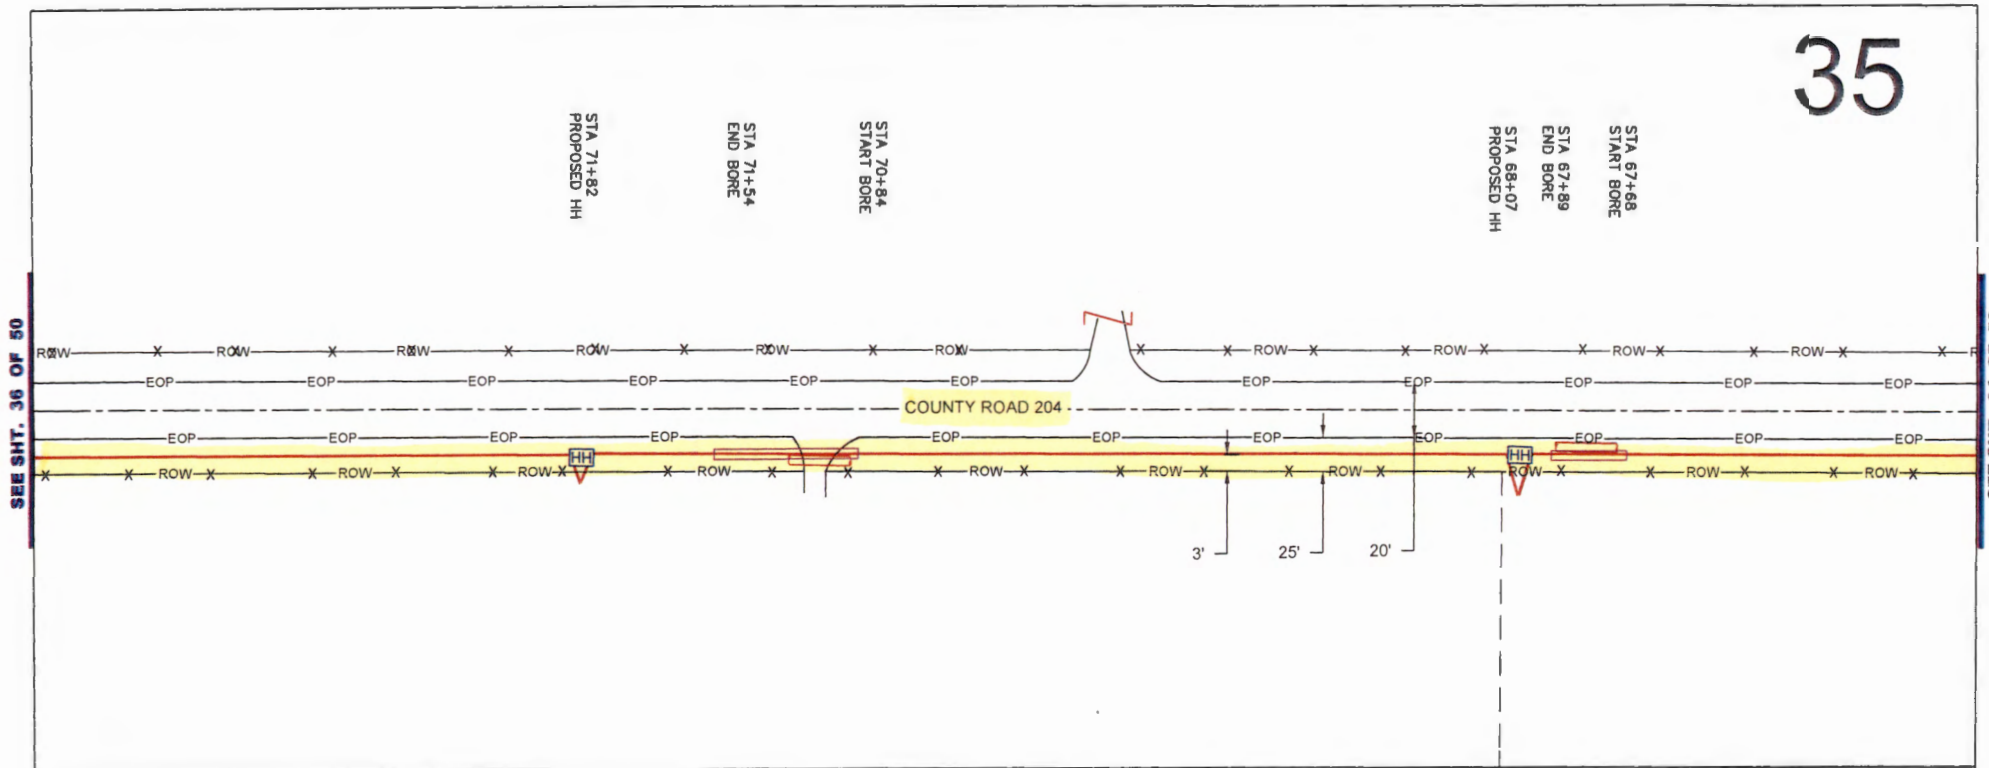 35
STA 71+82
PROPOSED HH
STA 71+54
END BORE
STA 70+84
START BORE
STA 68+07
PROPOSED HH
STA 67+89
END BORE
STA 67+68
START BORE
SEE SHT. 36 OF 50
ROW ROW ROW ROW ROW ROW ROW ROW ROW ROW
EOP EOP EOP EOP EOP EOP EOP EOP EOP EOP EOP
COUNTY ROAD 204
EOP EOP EOP EOP EOP EOP EOP EOP EOP EOP
HH HH
ROW ROW ROW ROW ROW ROW ROW ROW ROW ROW
3' 25' 20'